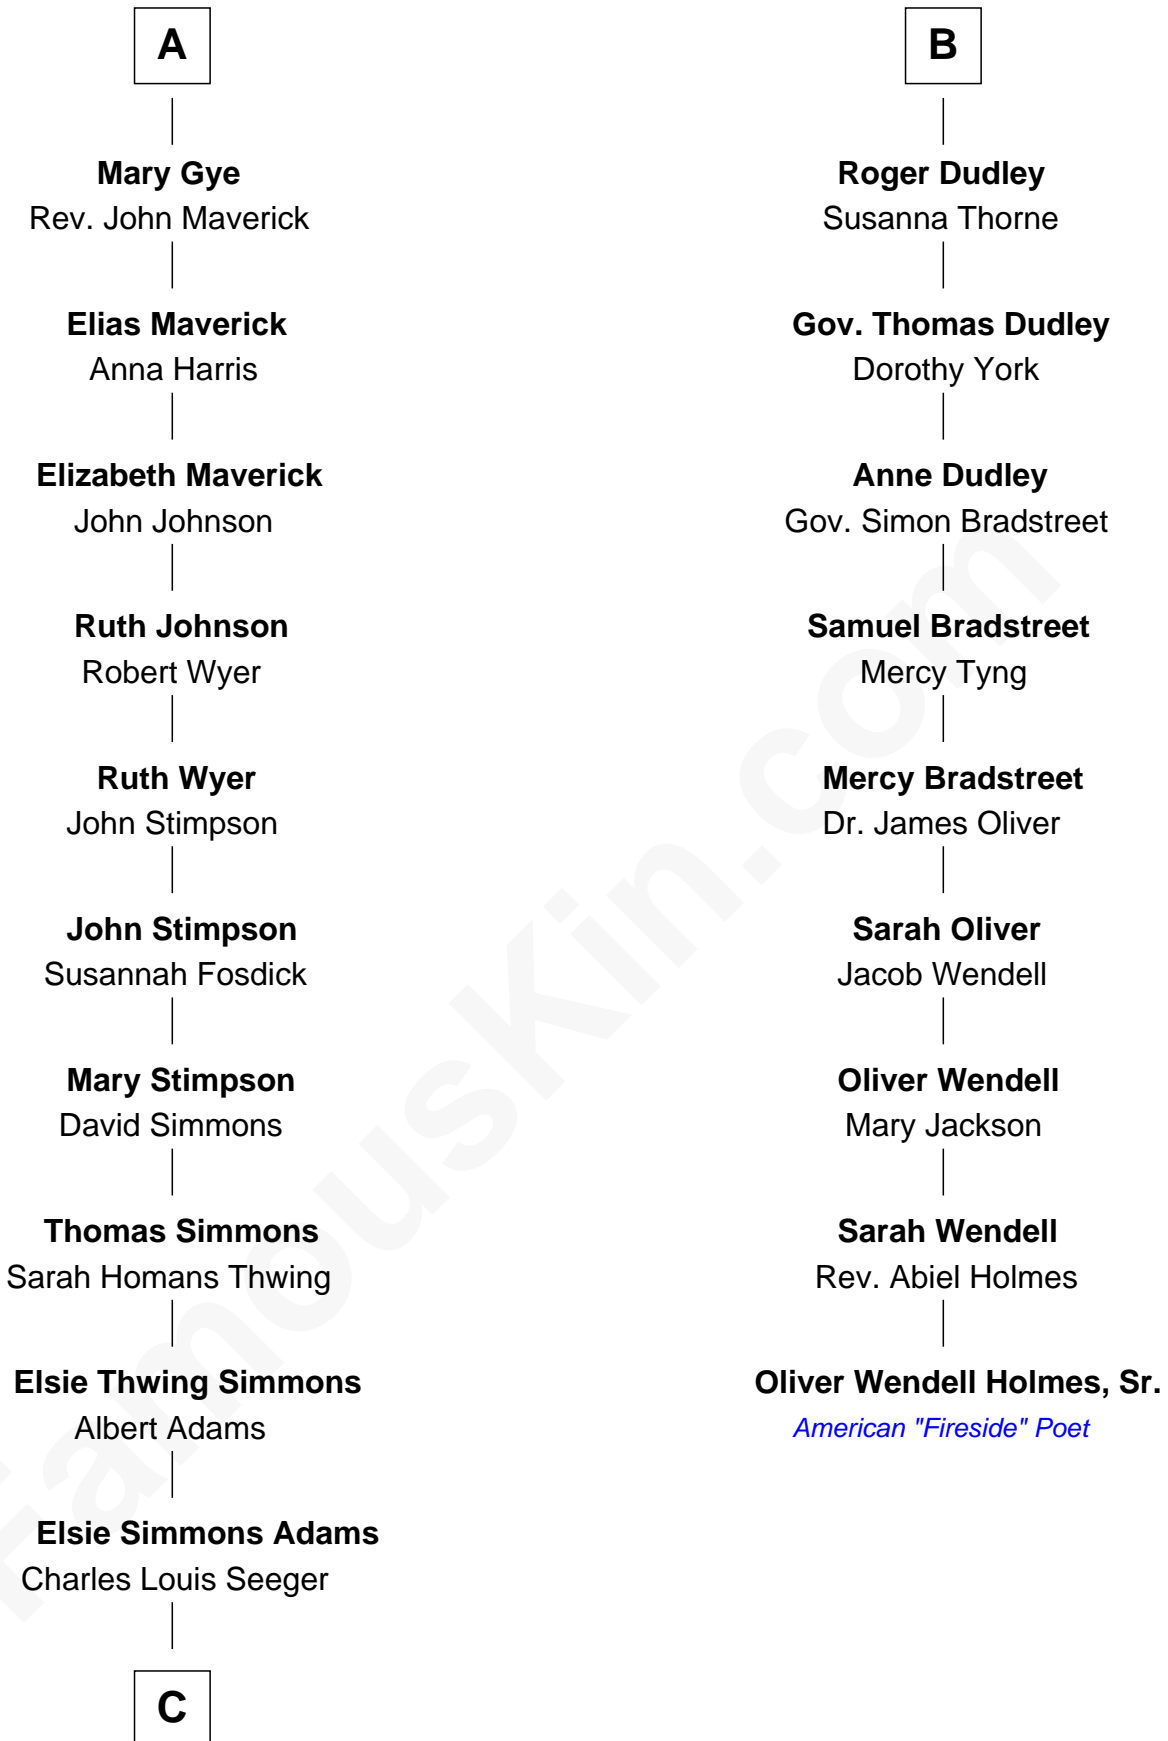 A
Mary Gye
Rev. John Maverick
Elias Maverick
Anna Harris
Elizabeth Maverick
John Johnson
Ruth Johnson
Robert Wyer
Ruth Wyer
John Stimpson
John Stimpson
Susannah Fosdick
Mary Stimpson
David Simmons
Thomas Simmons
Sarah Homans Thwing
Elsie Thwing Simmons
Albert Adams
Elsie Simmons Adams
Charles Louis Seeger
C
B
Roger Dudley
Susanna Thorne
Gov. Thomas Dudley
Dorothy York
Anne Dudley
Gov. Simon Bradstreet
Samuel Bradstreet
Mercy Tyng
Mercy Bradstreet
Dr. James Oliver
Sarah Oliver
Jacob Wendell
Oliver Wendell
Mary Jackson
Sarah Wendell
Rev. Abiel Holmes
Oliver Wendell Holmes, Sr.
American "Fireside" Poet
FamousKin.com